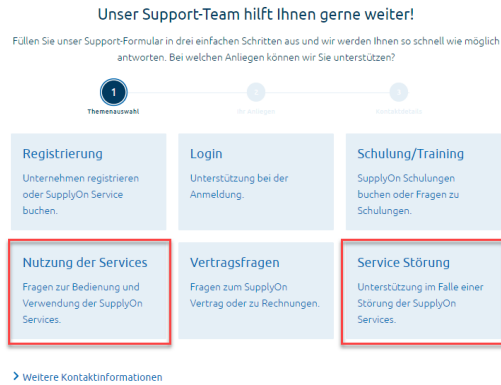 Unser Support-Team hilft Ihnen gerne weiter!
Füllen Sie unser Support-Formular in drei einfachen Schritten aus und wir werden Ihnen so schnell wie möglich
antworten. Bei welchen Anliegen können wir Sie unterstützen?
1 2 3
Themenauswahl Ihr Anliegen Kontaktdetails
Registrierung
Unternehmen registrieren
oder SupplyOn Service
buchen.
Login
Unterstützung bei der
Anmeldung.
Schulung/Training
SupplyOn Schulungen
buchen oder Fragen zu
Schulungen.
Nutzung der Services
Fragen zur Bedienung und
Verwendung der SupplyOn
Services.
Vertragsfragen
Fragen zum SupplyOn
Vertrag oder zu Rechnungen.
Service Störung
Unterstützung im Falle einer
Störung der SupplyOn
Services.
Weitere Kontaktinformationen